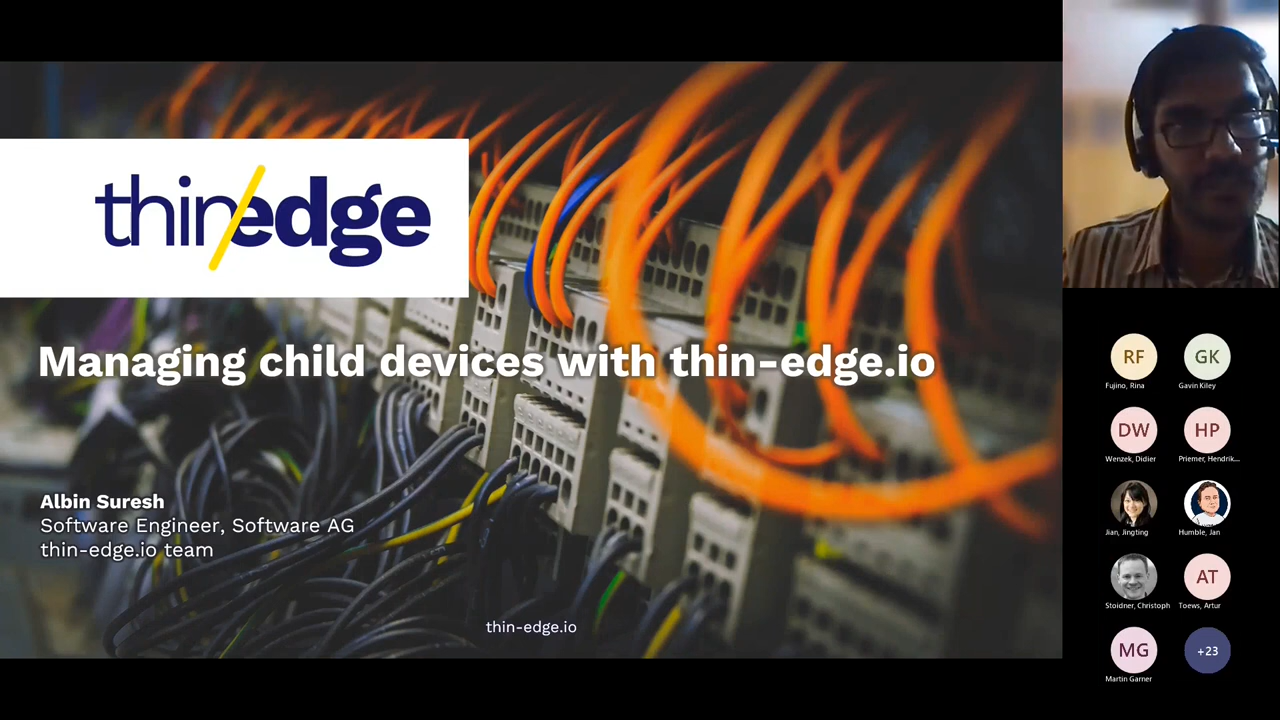 thin/edge
Managing child devices with thin-edge.io
Albin Suresh
Software Engineer, Software AG
thin-edge.io team
thin-edge.io
RF
GK
Fujino, Rina
Gavin Kiley
DW
HP
Wenzek, Didier
Priemer, Hendrik...
Jian, Jingting
Humble, Jan
AT
Stoidner, Christoph
Toews, Artur
MG
+23
Martin Garner